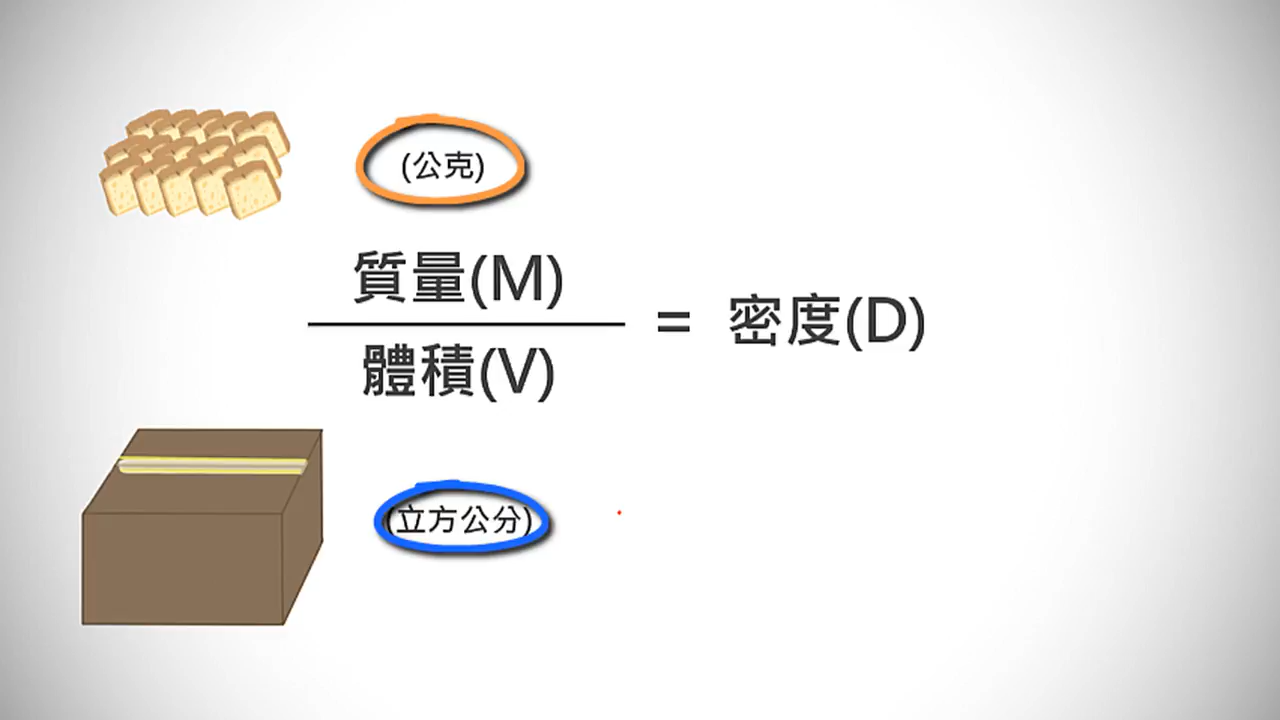 (公克)
質量(M)
體積(V)
= 密度(D)
(立方公分)